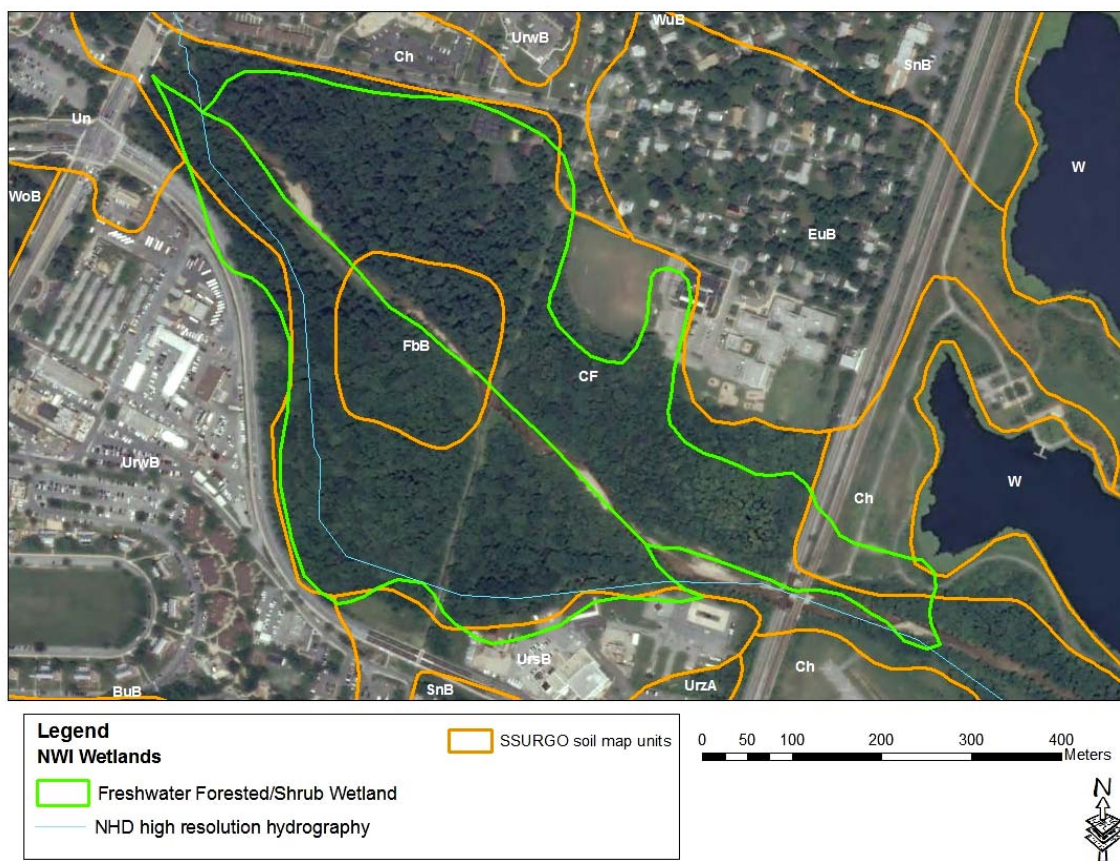 WuB
UrwB
Ch
SnB
Un
W
WoB
EuB
FbB
CF
UrwB
Ch
W
UrsB
Ch
BuB
SnB
UrzA
Legend
NWI Wetlands
Freshwater Forested/Shrub Wetland
NHD high resolution hydrography
SSURGO soil map units
0 50 100 200 300 400
Meters
N